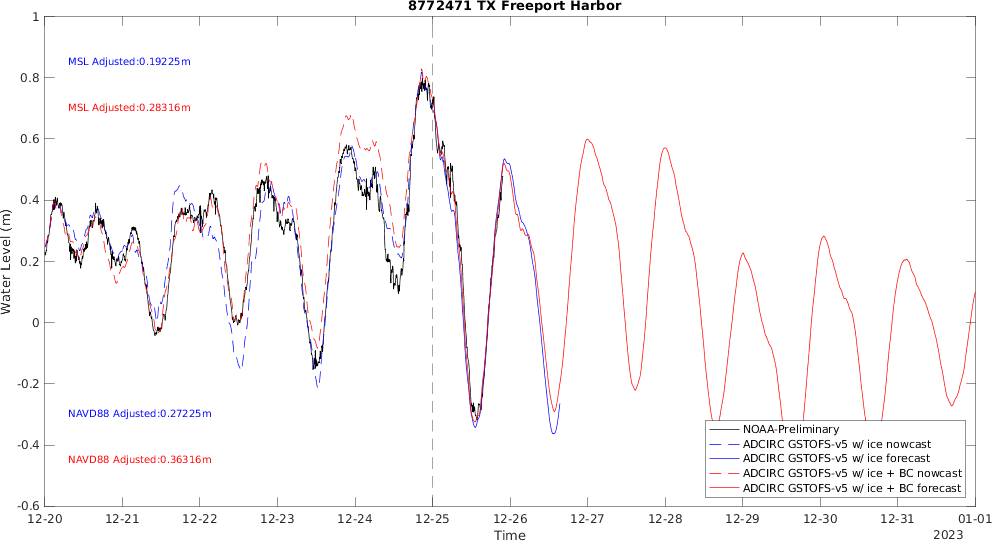 8772471 TX Freeport Harbor
1
0.8
0.6
0.4
0.2
0
-0.2
-0.4
-0.6
Water Level (m)
MSL Adjusted:0.19225m
MSL Adjusted:0.28316m
NAVD88 Adjusted:0.27225m
NAVD88 Adjusted:0.36316m
NOAA-Preliminary
ADCIRC GSTOFS-v5 w/ ice nowcast
ADCIRC GSTOFS-v5 w/ ice forecast
ADCIRC GSTOFS-v5 w/ ice + BC nowcast
ADCIRC GSTOFS-v5 w/ ice + BC forecast
12-20 12-21 12-22 12-23 12-24 12-25 12-26 12-27 12-28 12-29 12-30 12-31 01-01
Time
2023